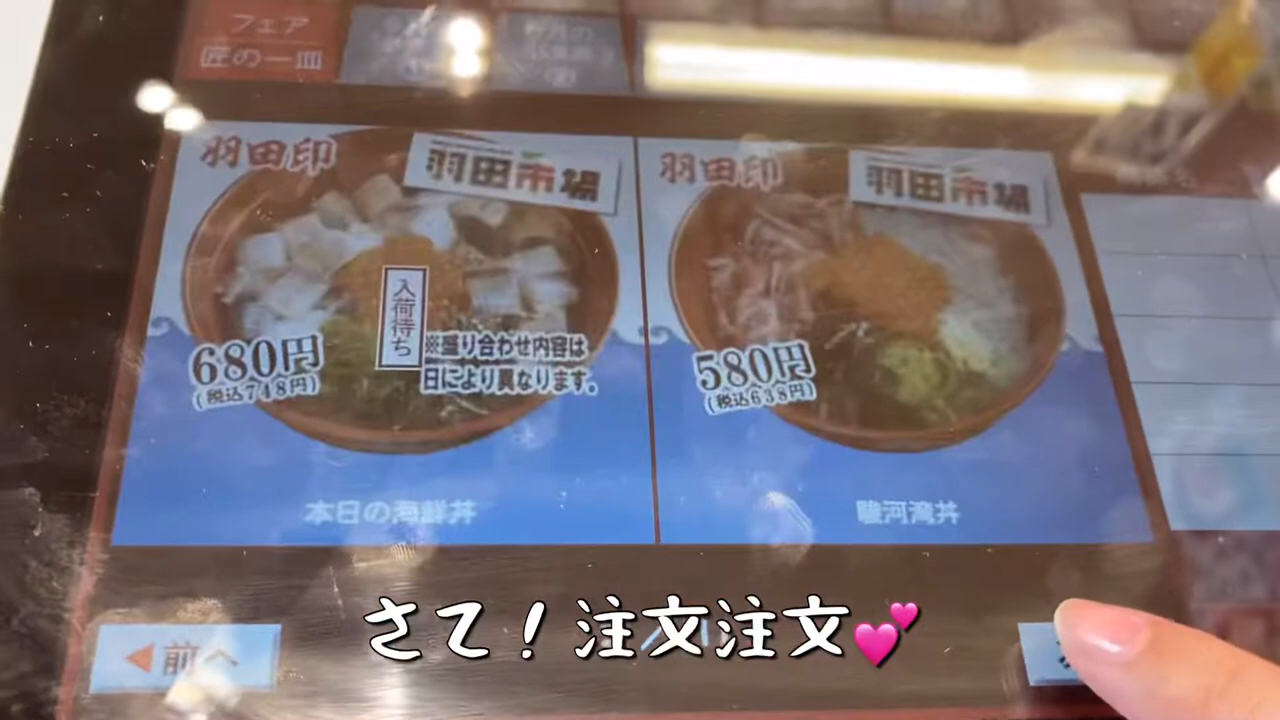 フェア
匠の一皿
羽田印
羽田市場
入荷待ち
680円
(税込748円)
※盛り合わせ内容は
日により異なります。
本日の海鮮丼
羽田印
羽田市場
580円
(税込638円)
駿河湾丼
前へ
さて!注文注文💕